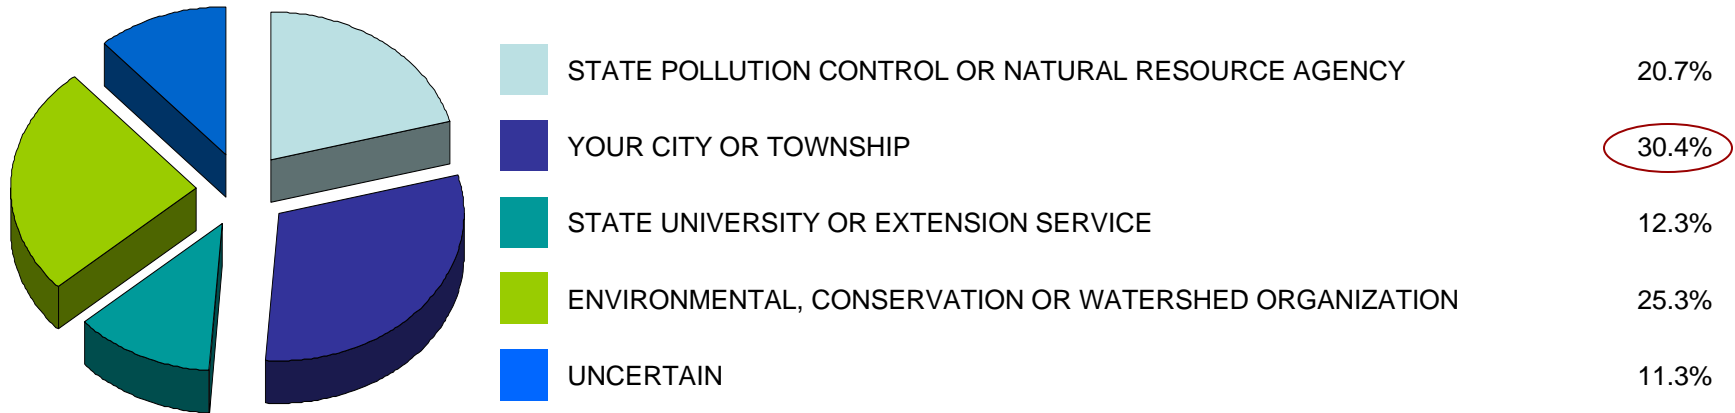 STATE POLLUTION CONTROL OR NATURAL RESOURCE AGENCY 20.7%
YOUR CITY OR TOWNSHIP 30.4%
STATE UNIVERSITY OR EXTENSION SERVICE 12.3%
ENVIRONMENTAL, CONSERVATION OR WATERSHED ORGANIZATION 25.3%
UNCERTAIN 11.3%